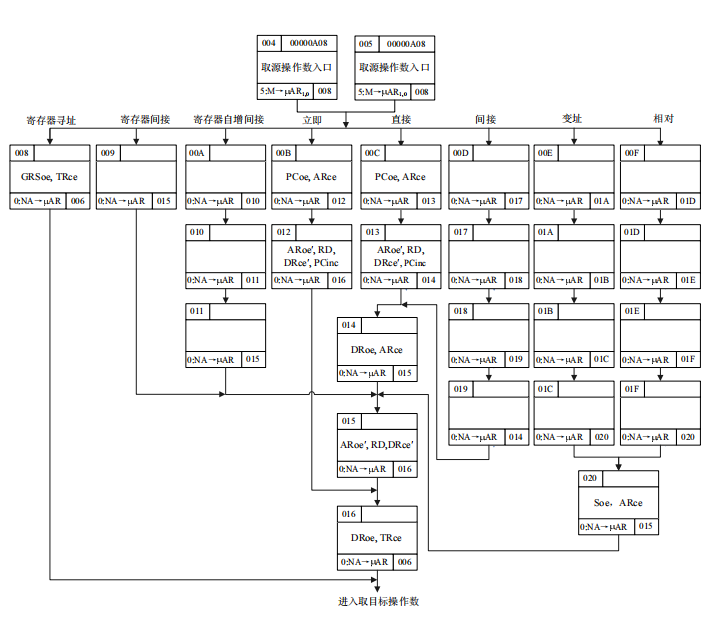 004 00000A08 005 00000A08
取源操作数入口 取源操作数入口
5;M→μAR1,0 008 5;M→μAR1,0 008
寄存器寻址 寄存器间接 寄存器自增间接 立即 直接 间接 变址 相对
008 009 00A 00B 00C 00D 00E 00F
GRSoe, TRce PCoe, ARce PCoe, ARce
0;NA→μAR 006 0;NA→μAR 015 0;NA→μAR 010 0;NA→μAR 012 0;NA→μAR 013 0;NA→μAR 017 0;NA→μAR 01A 0;NA→μAR 01D
010 012 013 017 01A 01D
ARoe′, RD, ARoe′, RD,
DRce′, PCinc DRce′, PCinc
0;NA→μAR 011 0;NA→μAR 016 0;NA→μAR 014 0;NA→μAR 018 0;NA→μAR 01B 0;NA→μAR 01E
011 018 01B 01E
014
DRoe, ARce
0;NA→μAR 015 0;NA→μAR 019 0;NA→μAR 01C 0;NA→μAR 01F
0;NA→μAR 015
019 01C 01F
015
ARoe′, RD,DRce′
0;NA→μAR 014 0;NA→μAR 020 0;NA→μAR 020
0;NA→μAR 016
020
Soe，ARce
016
0;NA→μAR 015
DRoe, TRce
0;NA→μAR 006
进入取目标操作数